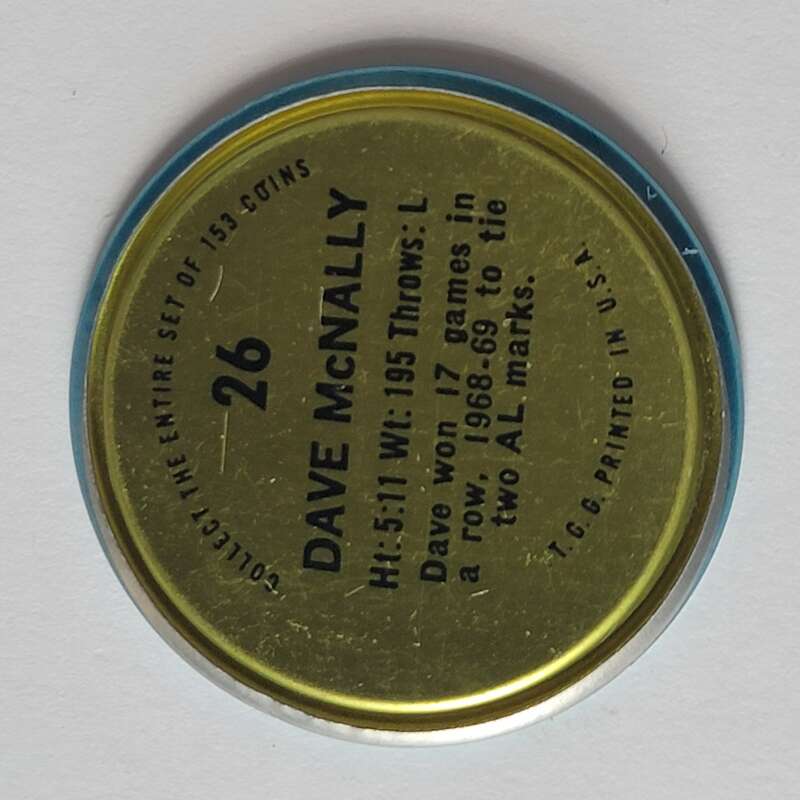 COLLECT THE ENTIRE SET OF 153 COINS
26
DAVE McNALLY
Ht: 5:11 Wt: 195 Throws: L
Dave won 17 games in
a row, 1968-69 to tie
two AL marks.
T. C. G. PRINTED IN U.S.A.